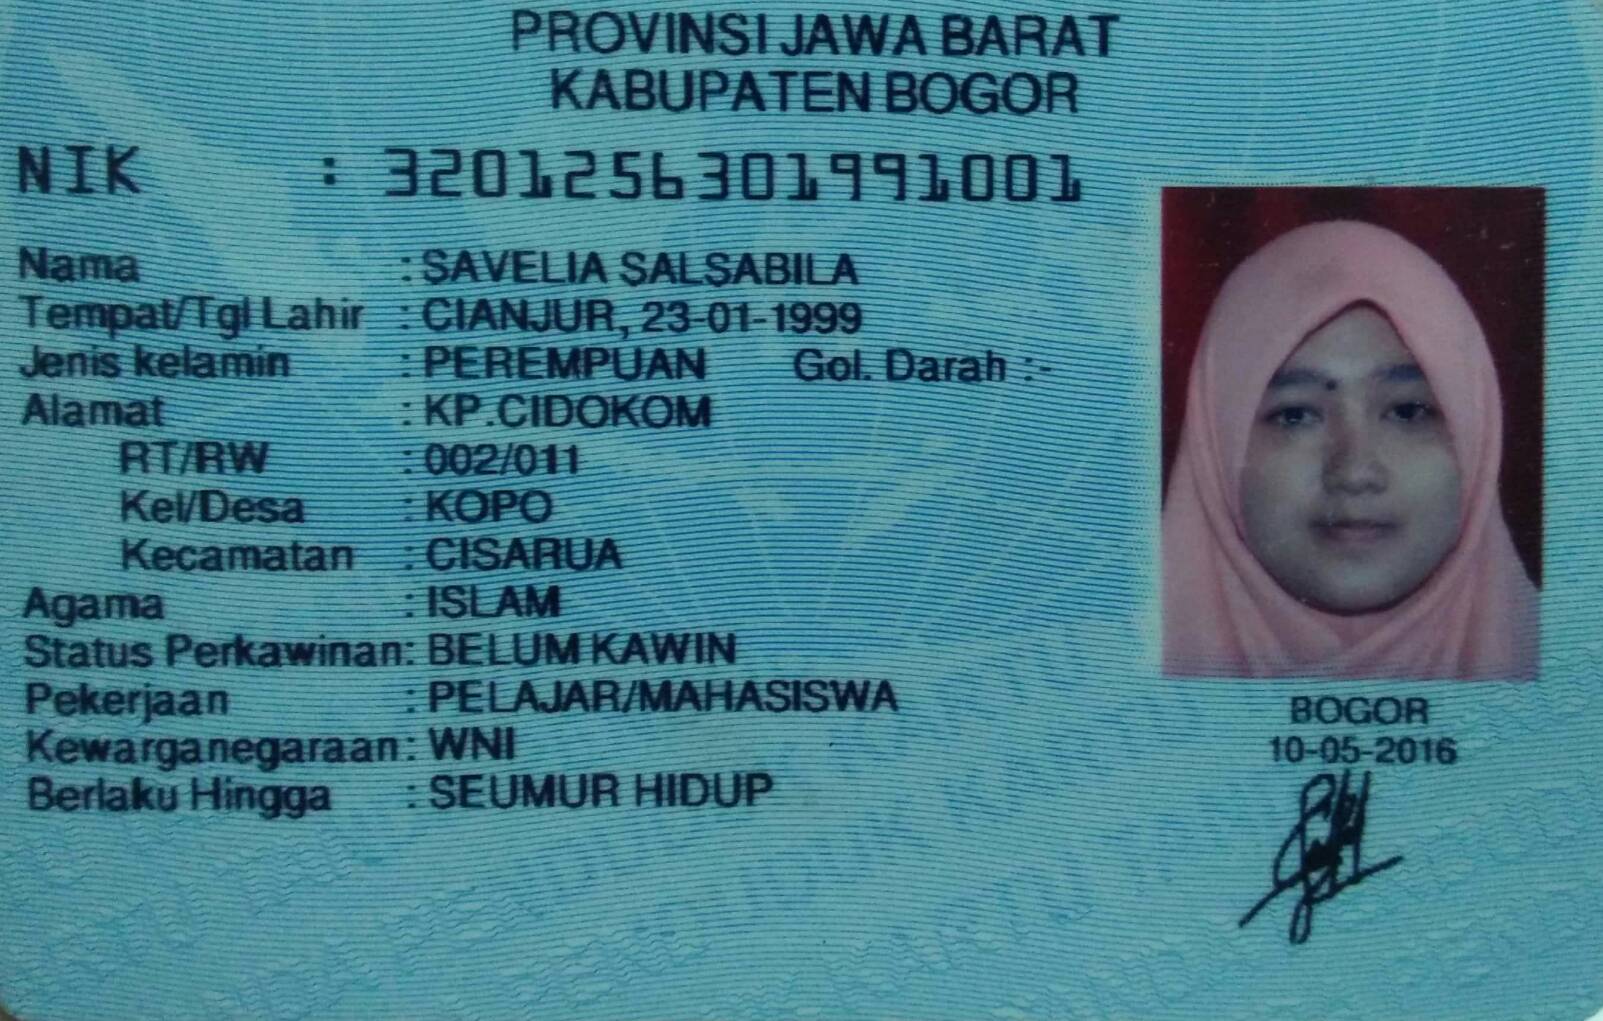 PROVINSI JAWA BARAT
KABUPATEN BOGOR
NIK : 3201256301991001
Nama : SAVELIA SALSABILA
Tempat/Tgl Lahir : CIANJUR, 23-01-1999
Jenis kelamin : PEREMPUAN Gol. Darah :-
Alamat : KP.CIDOKOM
RT/RW : 002/011
Kel/Desa : KOPO
Kecamatan : CISARUA
Agama : ISLAM
Status Perkawinan: BELUM KAWIN
Pekerjaan : PELAJAR/MAHASISWA
Kewarganegaraan: WNI
Berlaku Hingga : SEUMUR HIDUP
BOGOR
10-05-2016